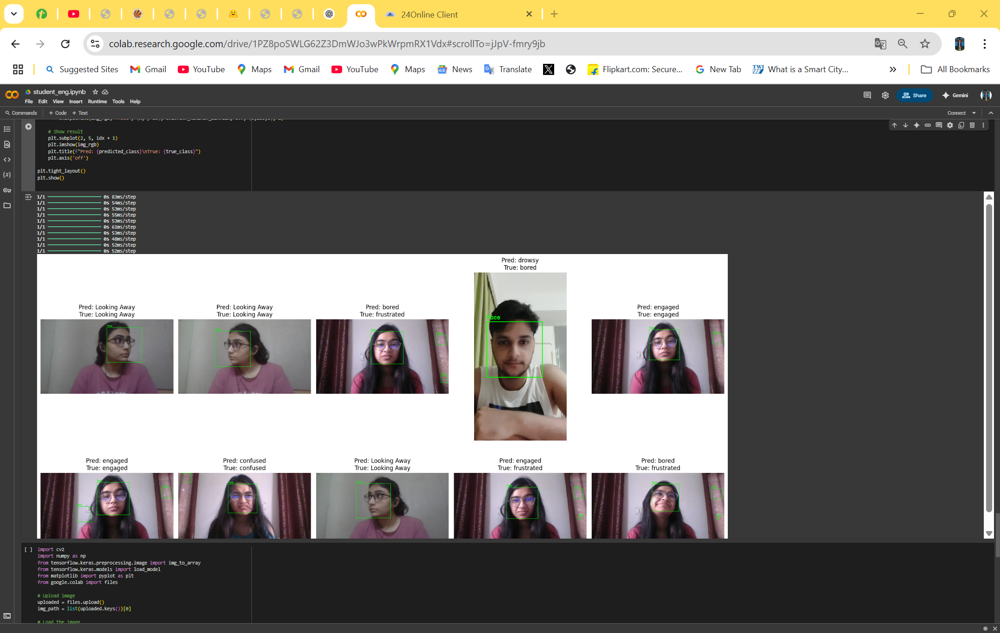 24Online Client
colab.research.google.com/drive/1PZ8poSWLG62Z3DmWJo3wPkWrpmRX1Vdx#scrollTo=jJpV-fmry9jb
Suggested Sites Gmail YouTube Maps Gmail YouTube Maps News Translate Flipkart.com: Secure... New Tab TWI What is a Smart City... All Bookmarks
student_eng.ipynb
File Edit View Insert Runtime Tools Help
Share Gemini
Commands + Code + Text Connect
# Show result
plt.subplot(2, 5, idx + 1)
plt.imshow(img_rgb)
plt.title(f"Pred: {predicted_class}\nTrue: {true_class}")
plt.axis('off')
plt.tight_layout()
plt.show()
1/1 0s 83ms/step
1/1 0s 54ms/step
1/1 0s 53ms/step
1/1 0s 55ms/step
1/1 0s 53ms/step
1/1 0s 61ms/step
1/1 0s 53ms/step
1/1 0s 48ms/step
1/1 0s 52ms/step
1/1 0s 52ms/step
Pred: Looking Away
True: Looking Away
Pred: Looking Away
True: Looking Away
Pred: bored
True: frustrated
Pred: drowsy
True: bored
Face
Pred: engaged
True: engaged
Pred: engaged
True: engaged
Pred: confused
True: confused
Pred: Looking Away
True: Looking Away
Pred: engaged
True: frustrated
Pred: bored
True: frustrated
[ ] import cv2
import numpy as np
from tensorflow.keras.preprocessing.image import img_to_array
from tensorflow.keras.models import load_model
from matplotlib import pyplot as plt
from google.colab import files
# Upload image
uploaded = files.upload()
img_path = list(uploaded.keys())[0]
# Load the image